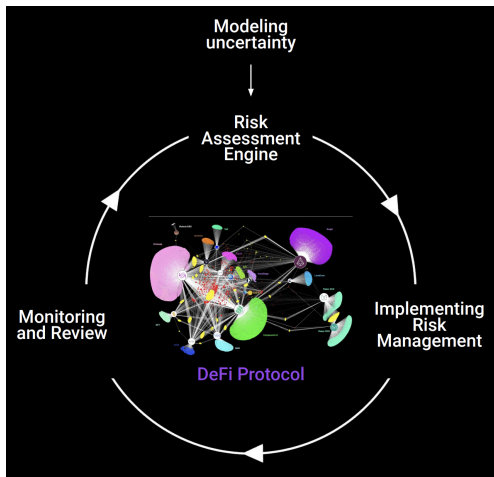 Modeling
uncertainty
Risk
Assessment
Engine
Monitoring
and Review
Implementing
Risk
Management
DeFi Protocol